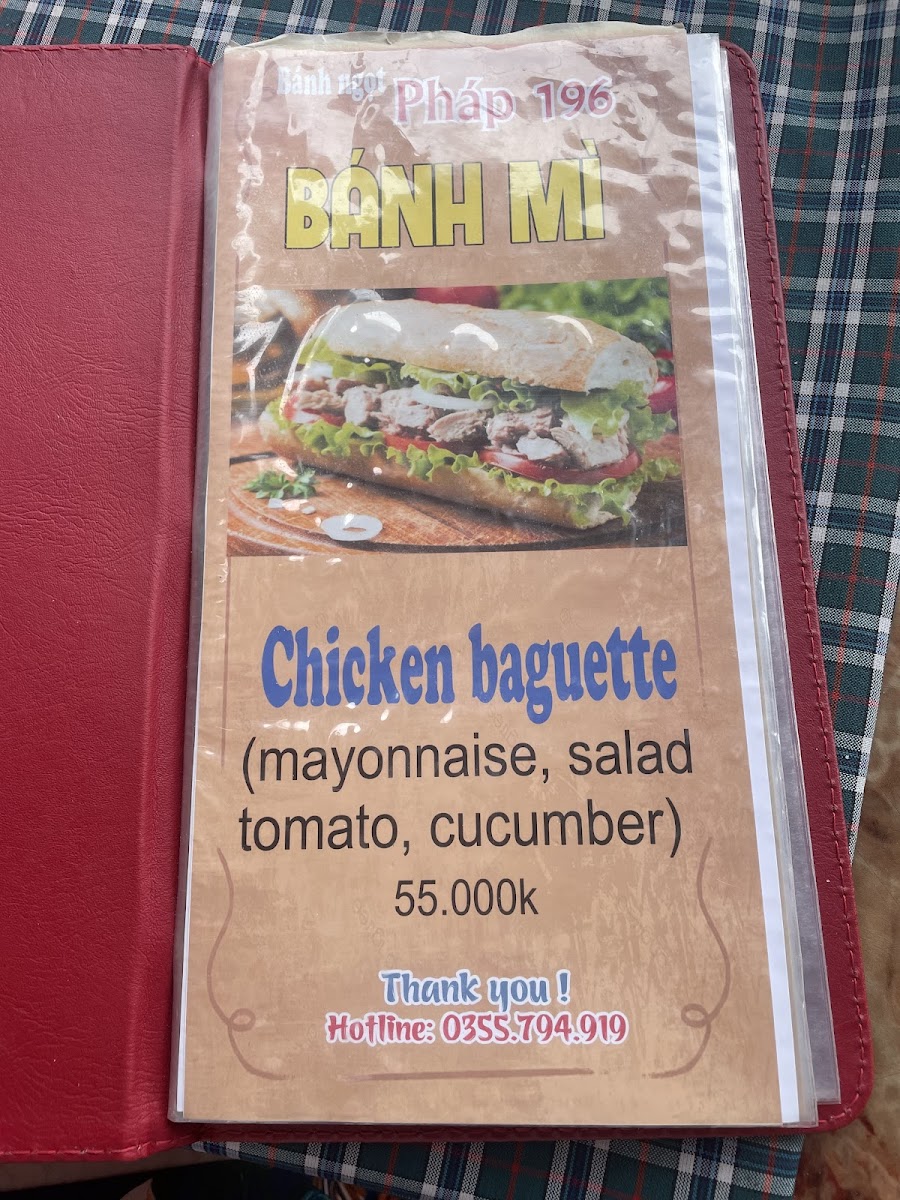 Bánh ngọt Pháp 196
BÁNH MÌ
Chicken baguette
(mayonnaise, salad
tomato, cucumber)
55.000k
Thank you !
Hotline: 0355.794.919